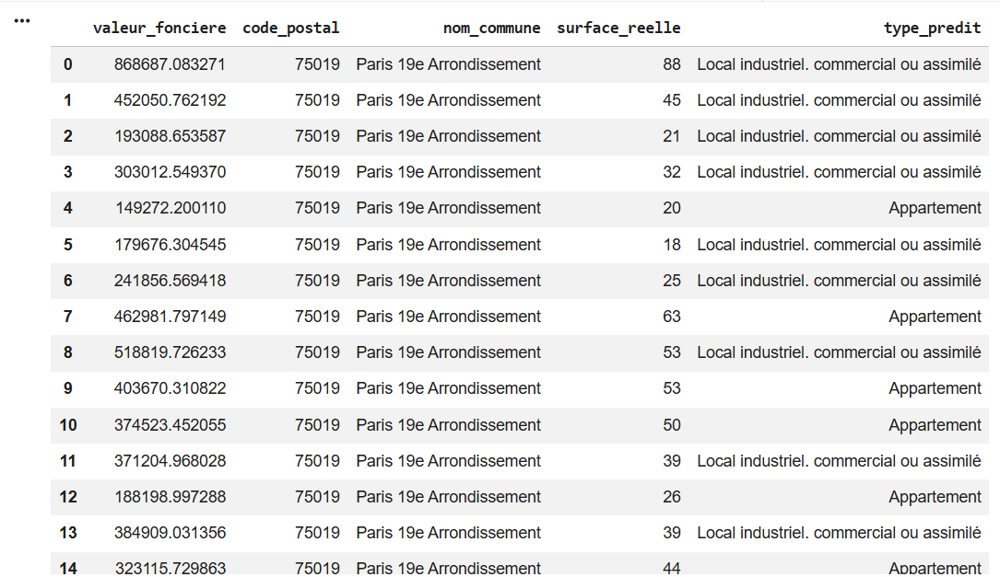 valeur_fonciere code_postal nom_commune surface_reelle type_predit
0 868687.083271 75019 Paris 19e Arrondissement 88 Local industriel. commercial ou assimilé
1 452050.762192 75019 Paris 19e Arrondissement 45 Local industriel. commercial ou assimilé
2 193088.653587 75019 Paris 19e Arrondissement 21 Local industriel. commercial ou assimilé
3 303012.549370 75019 Paris 19e Arrondissement 32 Local industriel. commercial ou assimilé
4 149272.200110 75019 Paris 19e Arrondissement 20 Appartement
5 179676.304545 75019 Paris 19e Arrondissement 18 Local industriel. commercial ou assimilé
6 241856.569418 75019 Paris 19e Arrondissement 25 Local industriel. commercial ou assimilé
7 462981.797149 75019 Paris 19e Arrondissement 63 Appartement
8 518819.726233 75019 Paris 19e Arrondissement 53 Local industriel. commercial ou assimilé
9 403670.310822 75019 Paris 19e Arrondissement 53 Appartement
10 374523.452055 75019 Paris 19e Arrondissement 50 Appartement
11 371204.968028 75019 Paris 19e Arrondissement 39 Local industriel. commercial ou assimilé
12 188198.997288 75019 Paris 19e Arrondissement 26 Appartement
13 384909.031356 75019 Paris 19e Arrondissement 39 Local industriel. commercial ou assimilé
14 323115.729863 75019 Paris 19e Arrondissement 44 Appartement